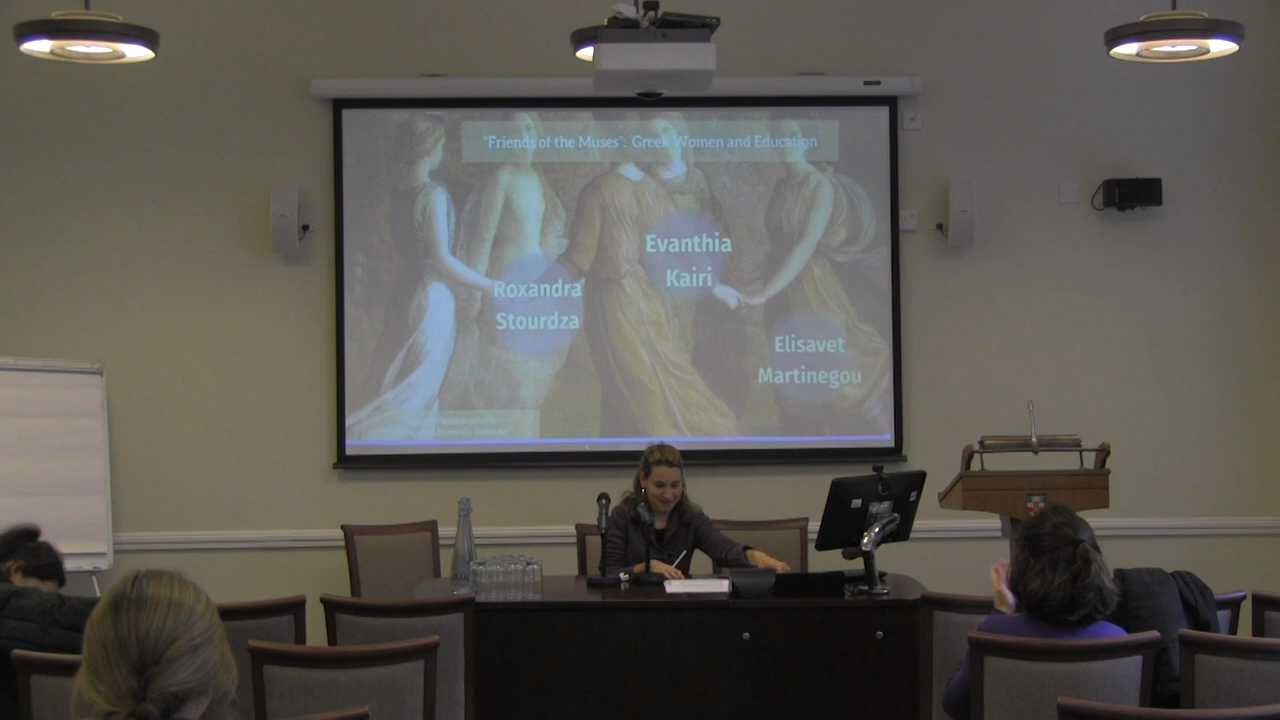 "Friends of the Muses": Greek Women and Education
Evanthia
Kairi
Roxandra
Stourdza
Elisavet
Martinegou